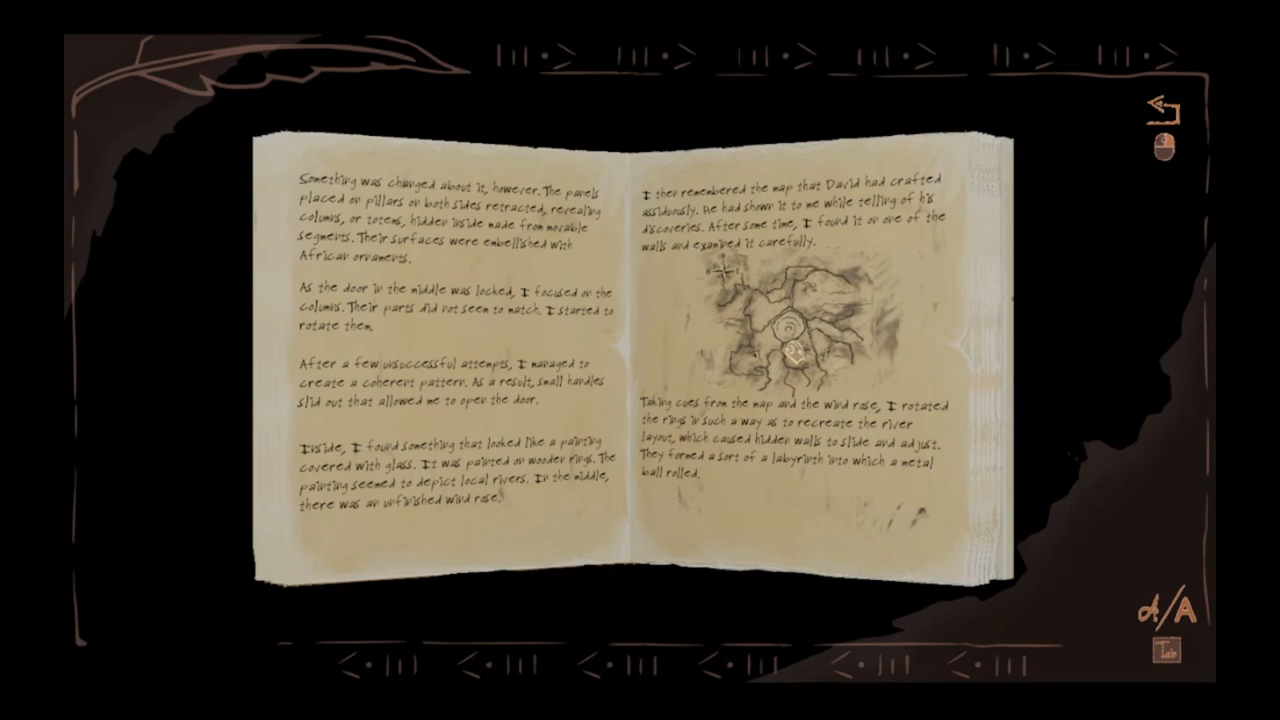 Something was changed about it, however. The panels
placed on pillars on both sides retracted, revealing
columns, or totems, hidden inside made from movable
segments. Their surfaces were embellished with
African ornaments.
As the door in the middle was locked, I focused on the
columns. Their parts did not seem to match. I started to
rotate them.
After a few unsuccessful attempts, I managed to
create a coherent pattern. As a result, small handles
slid out that allowed me to open the door.
Inside, I found something that looked like a painting
covered with glass. It was painted on wooden rings. The
painting seemed to depict local rivers. In the middle,
there was an unfinished wind rose.
I then remembered the map that David had crafted
assiduously. He had shown it to me while telling of his
discoveries. After some time, I found it on one of the
walls and examined it carefully.
Taking cues from the map and the wind rose, I rotated
the rings in such a way as to recreate the river
layout, which caused hidden walls to slide and adjust.
They formed a sort of a labyrinth into which a metal
ball rolled.
a/A
Tab